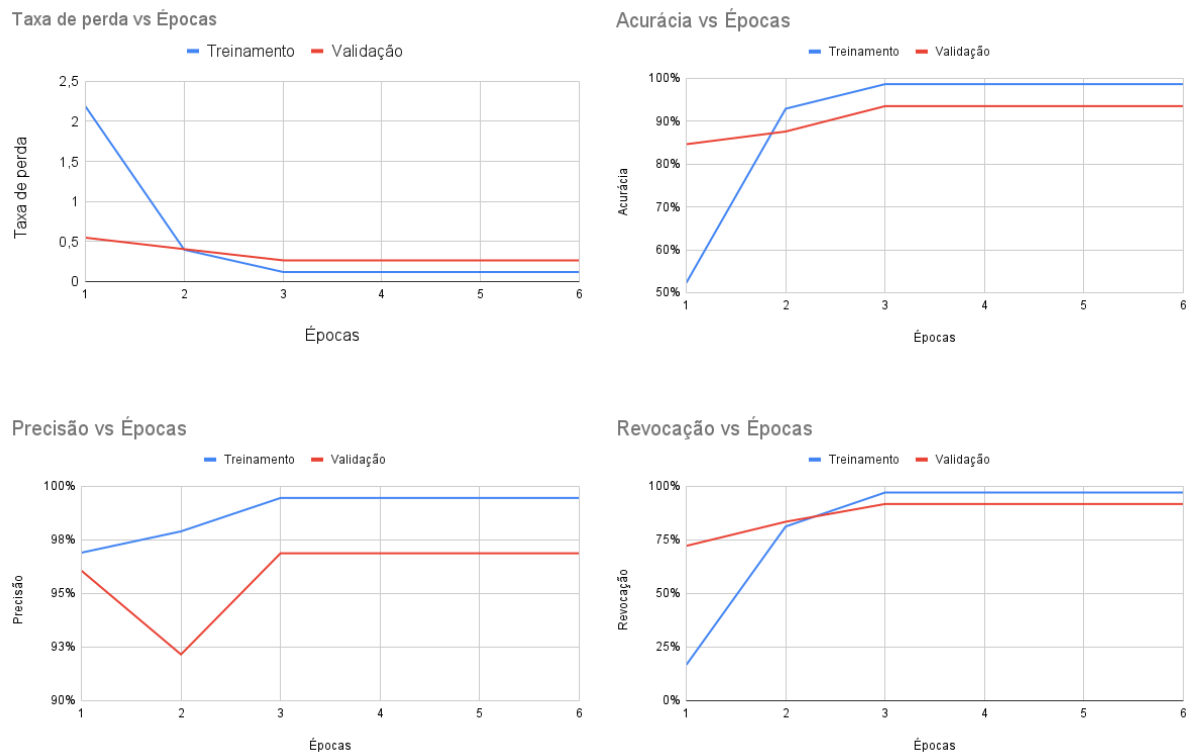 Taxa de perda vs Épocas
Treinamento Validação
Taxa de perda
2,5
2
1,5
1
0,5
0
1 2 3 4 5 6
Épocas
Acurácia vs Épocas
Treinamento Validação
Acurácia
100%
90%
80%
70%
60%
50%
1 2 3 4 5 6
Épocas
Precisão vs Épocas
Treinamento Validação
Precisão
100%
98%
95%
93%
90%
1 2 3 4 5 6
Épocas
Revocação vs Épocas
Treinamento Validação
Revocação
100%
75%
50%
25%
0%
1 2 3 4 5 6
Épocas